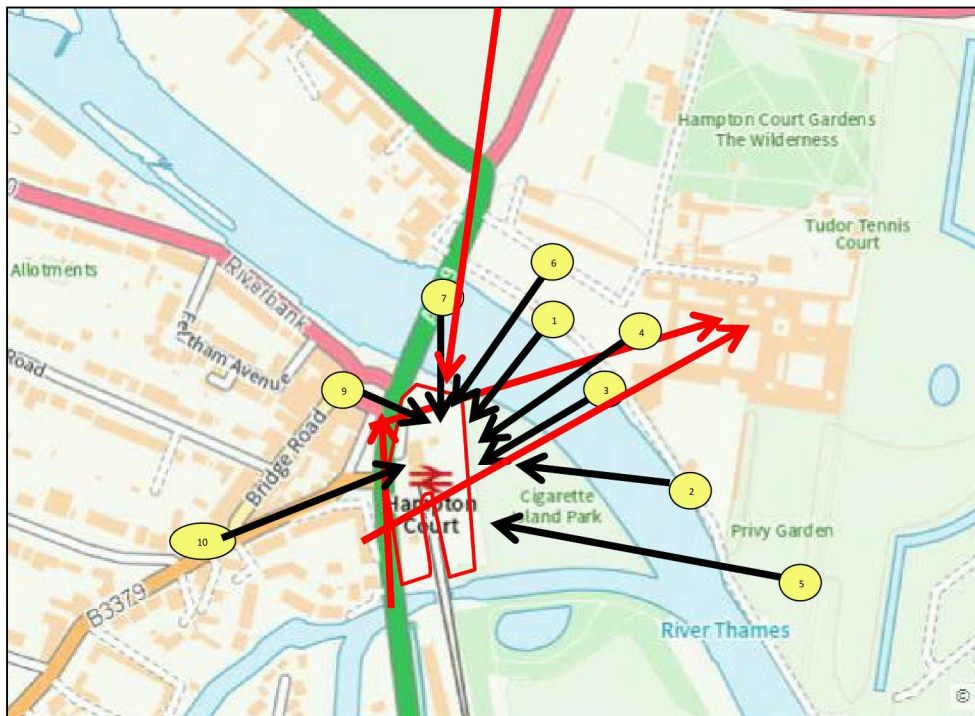 Hampton Court Gardens
The Wilderness
Tudor Tennis
Court
Allotments
Riverbank
Feltham Avenue
Road
Bridge Road
6
7
1
4
9
3
2
10
5
Hampton
Court
Cigarette
Island Park
Privy Garden
B3379
River Thames
©